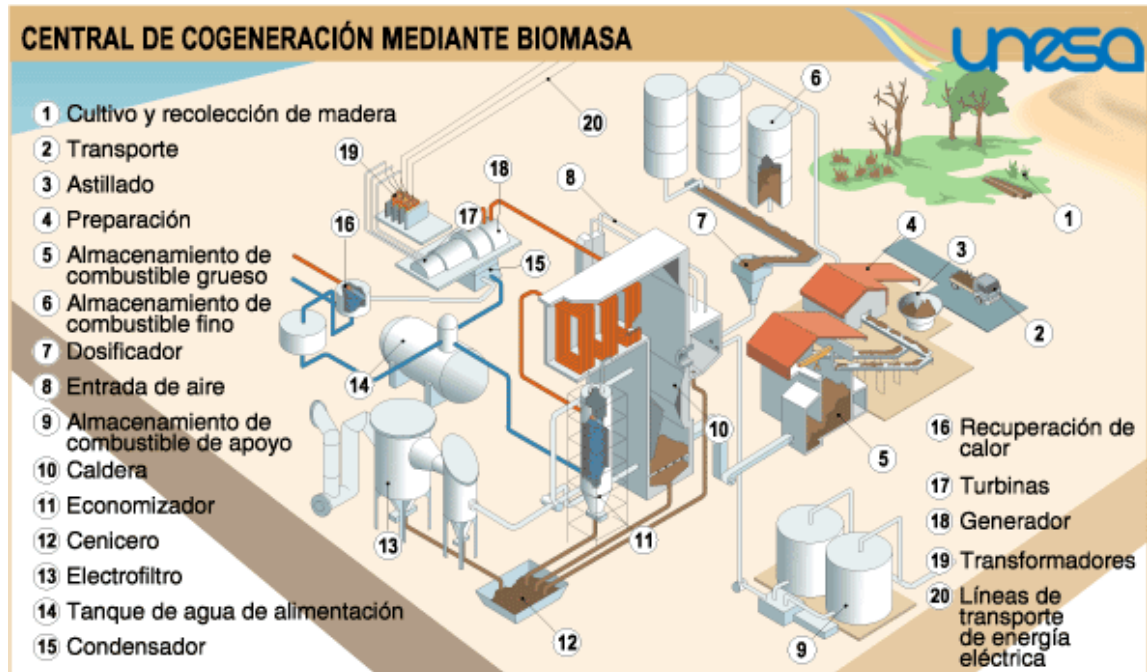 CENTRAL DE COGENERACIÓN MEDIANTE BIOMASA
unesa
1 Cultivo y recolección de madera
2 Transporte
3 Astillado
4 Preparación
5 Almacenamiento de
combustible grueso
6 Almacenamiento de
combustible fino
7 Dosificador
8 Entrada de aire
9 Almacenamiento de
combustible de apoyo
10 Caldera
11 Economizador
12 Cenicero
13 Electrofiltro
14 Tanque de agua de alimentación
15 Condensador
16 Recuperación de
calor
17 Turbinas
18 Generador
19 Transformadores
20 Líneas de
transporte
de energía
eléctrica
20
6
19
18
8
17
16
7
15
4
3
1
2
14
10
5
11
13
12
9